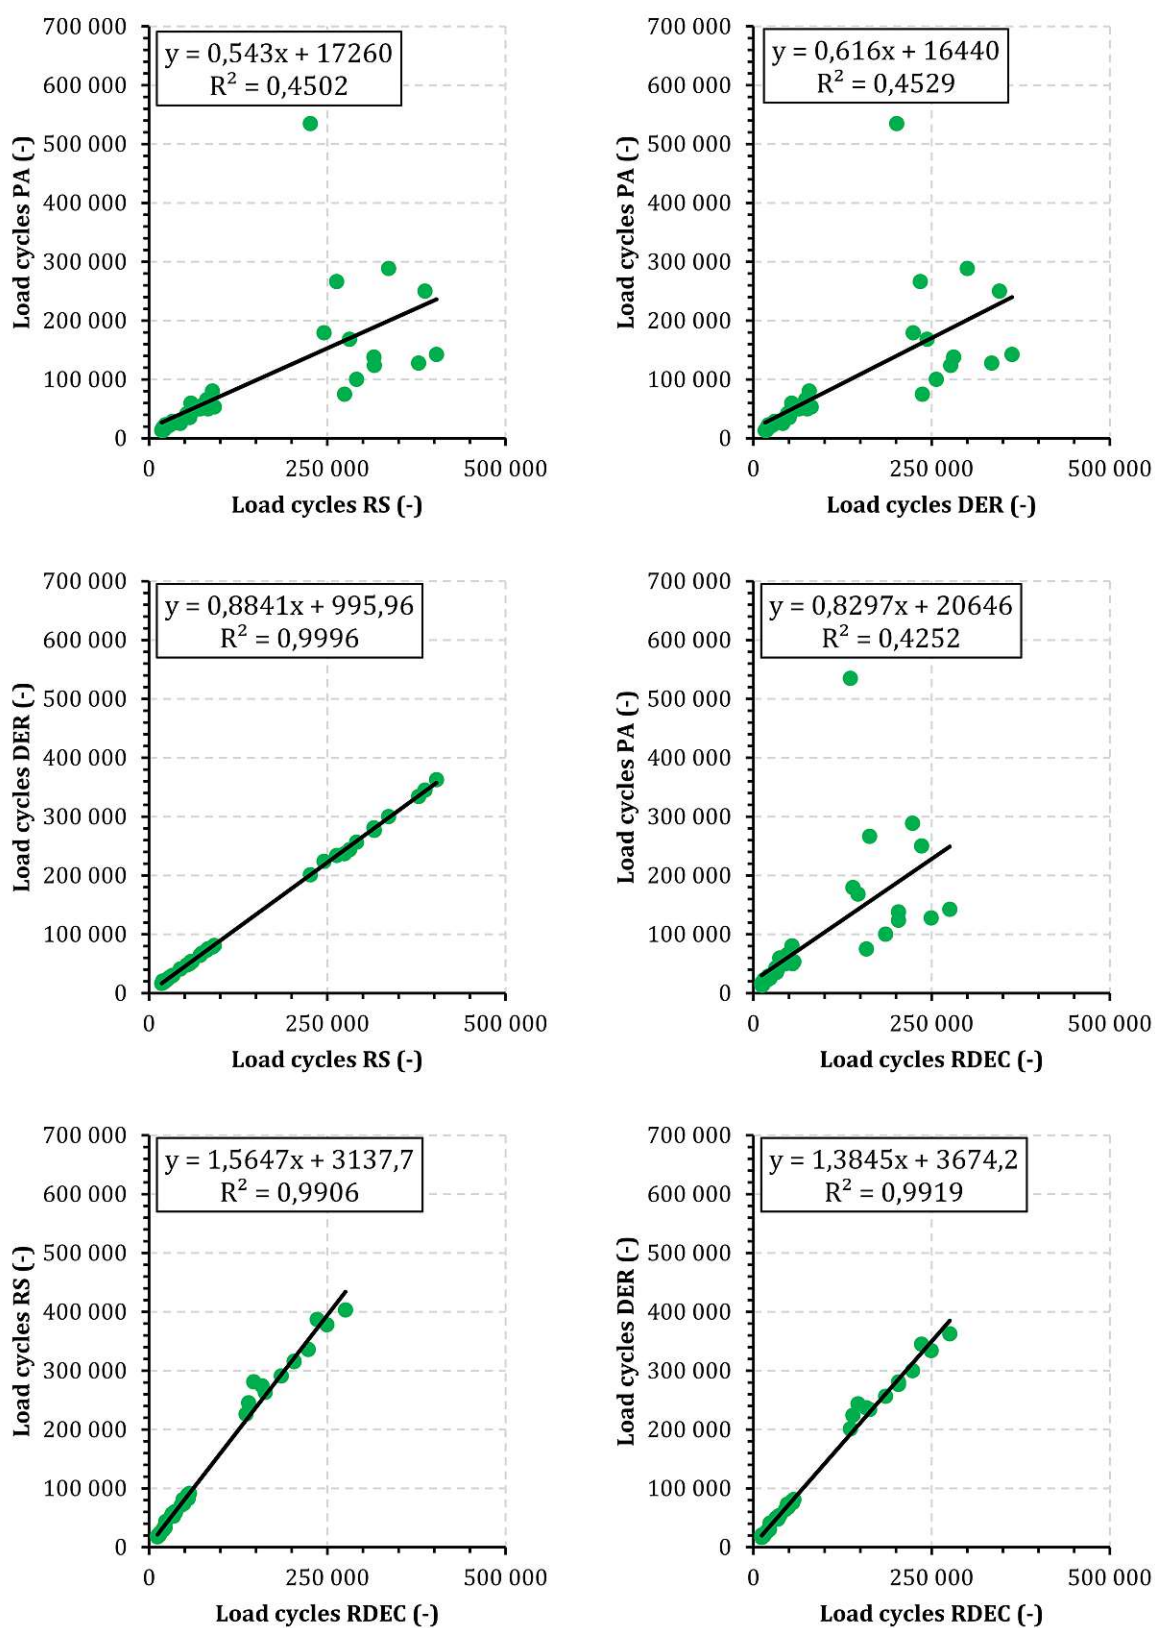 y = 0,543x + 17260
R² = 0,4502
700 000
600 000
500 000
400 000
300 000
200 000
100 000
0
Load cycles PA (-)
0 250 000 500 000
Load cycles RS (-)
y = 0,616x + 16440
R² = 0,4529
700 000
600 000
500 000
400 000
300 000
200 000
100 000
0
Load cycles PA (-)
0 250 000 500 000
Load cycles DER (-)
y = 0,8841x + 995,96
R² = 0,9996
700 000
600 000
500 000
400 000
300 000
200 000
100 000
0
Load cycles DER (-)
0 250 000 500 000
Load cycles RS (-)
y = 0,8297x + 20646
R² = 0,4252
700 000
600 000
500 000
400 000
300 000
200 000
100 000
0
Load cycles PA (-)
0 250 000 500 000
Load cycles RDEC (-)
y = 1,5647x + 3137,7
R² = 0,9906
700 000
600 000
500 000
400 000
300 000
200 000
100 000
0
Load cycles RS (-)
0 250 000 500 000
Load cycles RDEC (-)
y = 1,3845x + 3674,2
R² = 0,9919
700 000
600 000
500 000
400 000
300 000
200 000
100 000
0
Load cycles DER (-)
0 250 000 500 000
Load cycles RDEC (-)